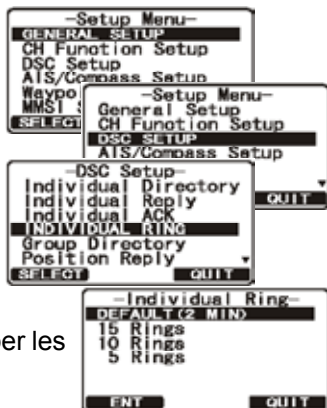 -Setup Menu-
GENERAL SETUP
CH Function Setup
DSC Setup
AIS/Compass Setup
Waypo
MMSI S
SELECT
-Setup Menu-
General Setup
CH Function Setup
DSC SETUP
AIS/Compass Setup
QUIT
-DSC Setup-
Individual Directory
Individual Reply
Individual ACK
INDIVIDUAL RING
Group Directory
Position Reply
SELECT QUIT
-Individual Ring-
DEFAULT(2 MIN)
15 Rings
10 Rings
5 Rings
ENT QUIT
er les